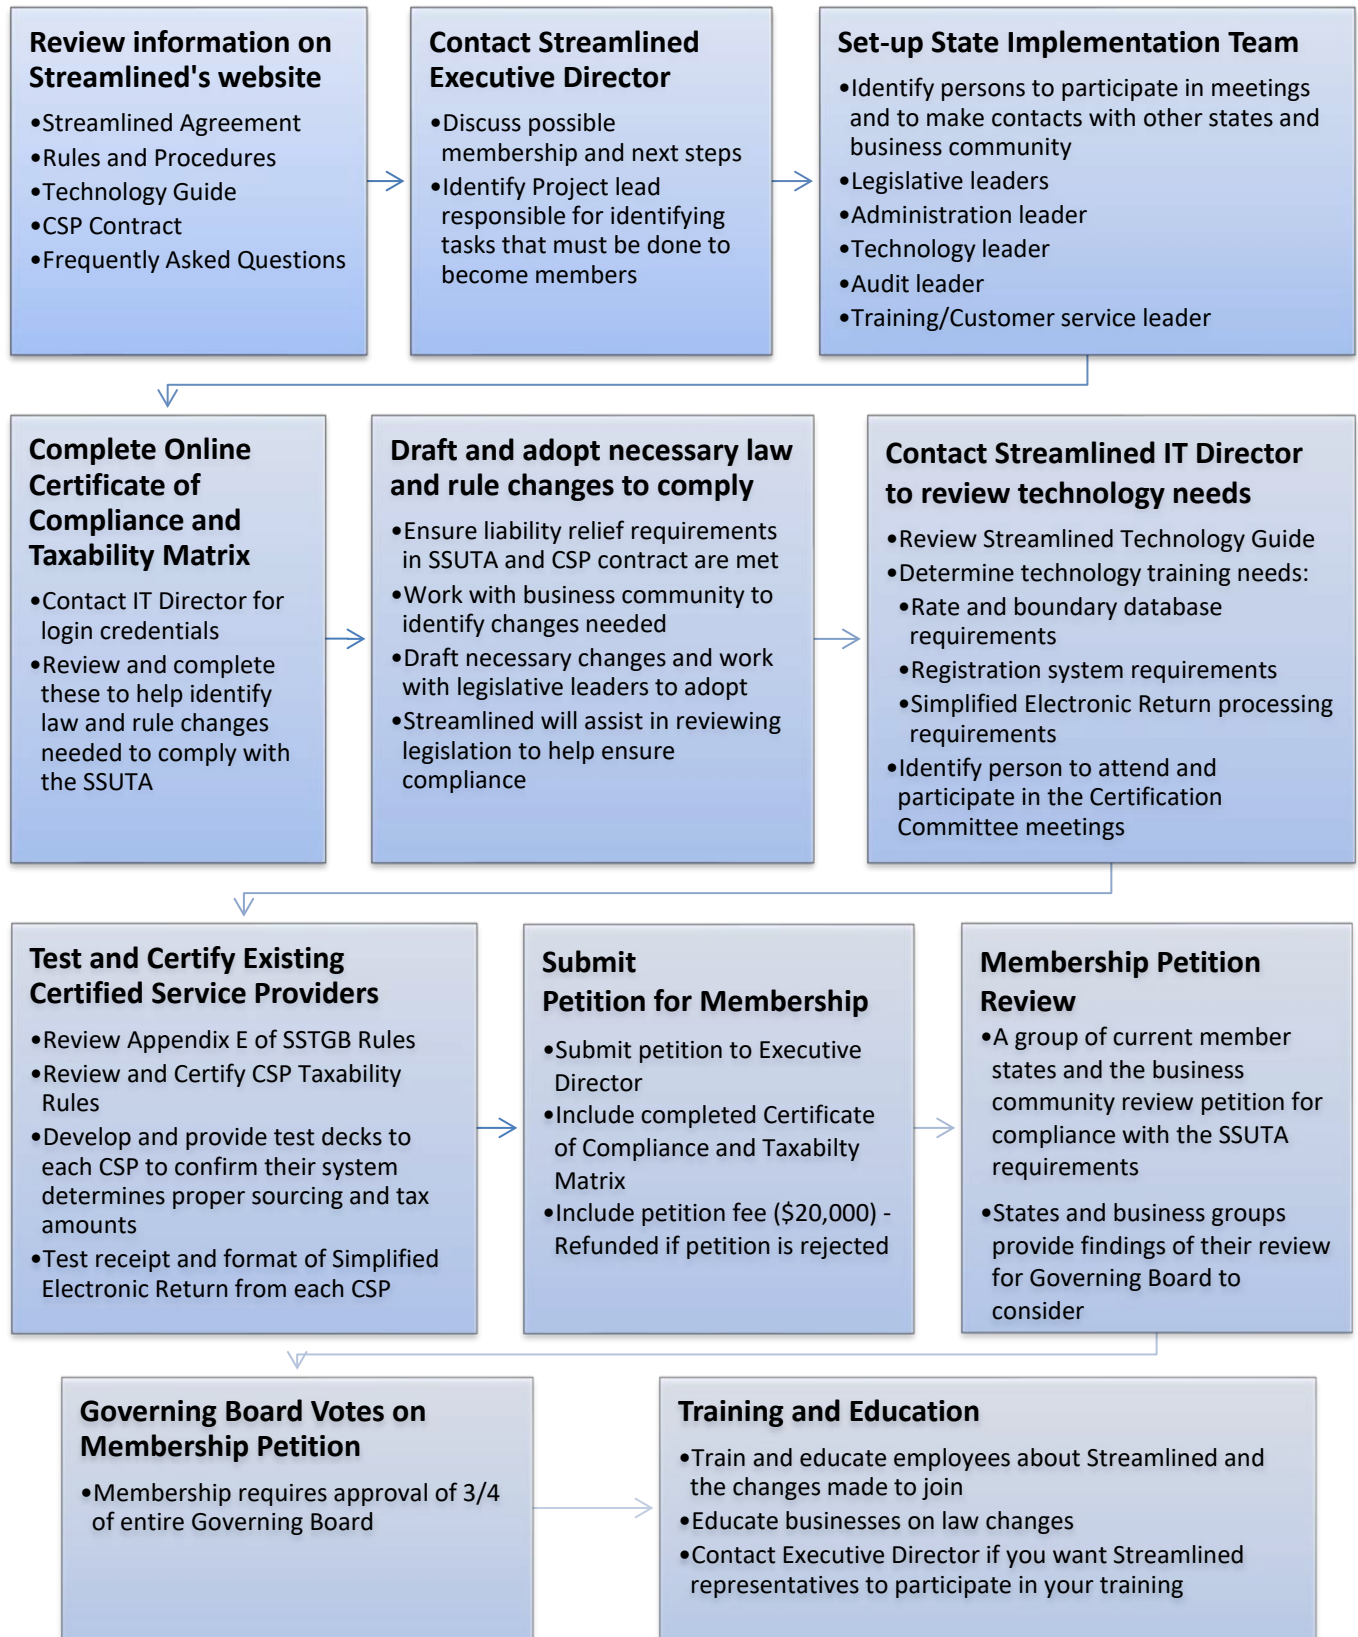 Review information on
Streamlined's website
•Streamlined Agreement
•Rules and Procedures
•Technology Guide
•CSP Contract
•Frequently Asked Questions
Contact Streamlined
Executive Director
•Discuss possible
membership and next steps
•Identify Project lead
responsible for identifying
tasks that must be done to
become members
Set-up State Implementation Team
•Identify persons to participate in meetings
and to make contacts with other states and
business community
•Legislative leaders
•Administration leader
•Technology leader
•Audit leader
•Training/Customer service leader
Complete Online
Certificate of
Compliance and
Taxability Matrix
•Contact IT Director for
login credentials
•Review and complete
these to help identify
law and rule changes
needed to comply with
the SSUTA
Draft and adopt necessary law
and rule changes to comply
•Ensure liability relief requirements
in SSUTA and CSP contract are met
•Work with business community to
identify changes needed
•Draft necessary changes and work
with legislative leaders to adopt
•Streamlined will assist in reviewing
legislation to help ensure
compliance
Contact Streamlined IT Director
to review technology needs
•Review Streamlined Technology Guide
•Determine technology training needs:
•Rate and boundary database
requirements
•Registration system requirements
•Simplified Electronic Return processing
requirements
•Identify person to attend and
participate in the Certification
Committee meetings
Test and Certify Existing
Certified Service Providers
•Review Appendix E of SSTGB Rules
•Review and Certify CSP Taxability
Rules
•Develop and provide test decks to
each CSP to confirm their system
determines proper sourcing and tax
amounts
•Test receipt and format of Simplified
Electronic Return from each CSP
Submit
Petition for Membership
•Submit petition to Executive
Director
•Include completed Certificate
of Compliance and Taxabilty
Matrix
•Include petition fee ($20,000) -
Refunded if petition is rejected
Membership Petition
Review
•A group of current member
states and the business
community review petition for
compliance with the SSUTA
requirements
•States and business groups
provide findings of their review
for Governing Board to
consider
Governing Board Votes on
Membership Petition
•Membership requires approval of 3/4
of entire Governing Board
Training and Education
•Train and educate employees about Streamlined and
the changes made to join
•Educate businesses on law changes
•Contact Executive Director if you want Streamlined
representatives to participate in your training